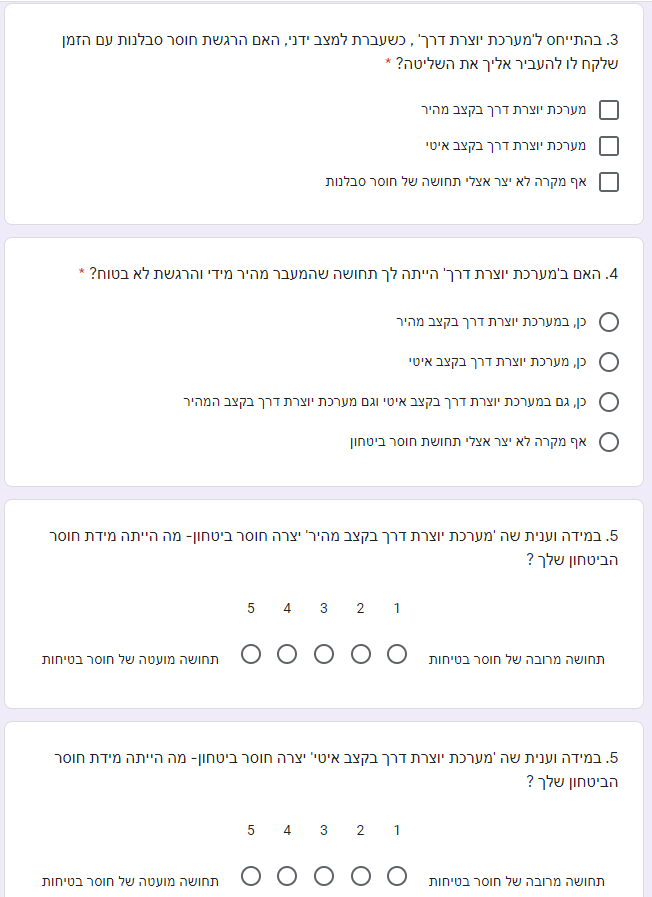 3. בהתייחס ל'מערכת יוצרת דרך' , כשעברת למצב ידני, האם הרגשת חוסר סבלנות עם הזמן
שלקח לו להעביר אליך את השליטה? *
מערכת יוצרת דרך בקצב מהיר
מערכת יוצרת דרך בקצב איטי
אף מקרה לא יצר אצלי תחושה של חוסר סבלנות
4. האם ב'מערכת יוצרת דרך' הייתה לך תחושה שהמעבר מהיר מידי והרגשת לא בטוח? *
כן, במערכת יוצרת דרך בקצב מהיר
כן, מערכת יוצרת דרך בקצב איטי
כן, גם במערכת יוצרת דרך בקצב איטי וגם מערכת יוצרת דרך בקצב המהיר
אף מקרה לא יצר אצלי תחושת חוסר ביטחון
5. במידה וענית שה 'מערכת יוצרת דרך בקצב מהיר' יצרה חוסר ביטחון- מה הייתה מידת חוסר
הביטחון שלך ?
1 2 3 4 5
תחושה מרובה של חוסר בטיחות תחושה מועטה של חוסר בטיחות
5. במידה וענית שה 'מערכת יוצרת דרך בקצב איטי' יצרה חוסר ביטחון- מה הייתה מידת חוסר
הביטחון שלך ?
1 2 3 4 5
תחושה מרובה של חוסר בטיחות תחושה מועטה של חוסר בטיחות